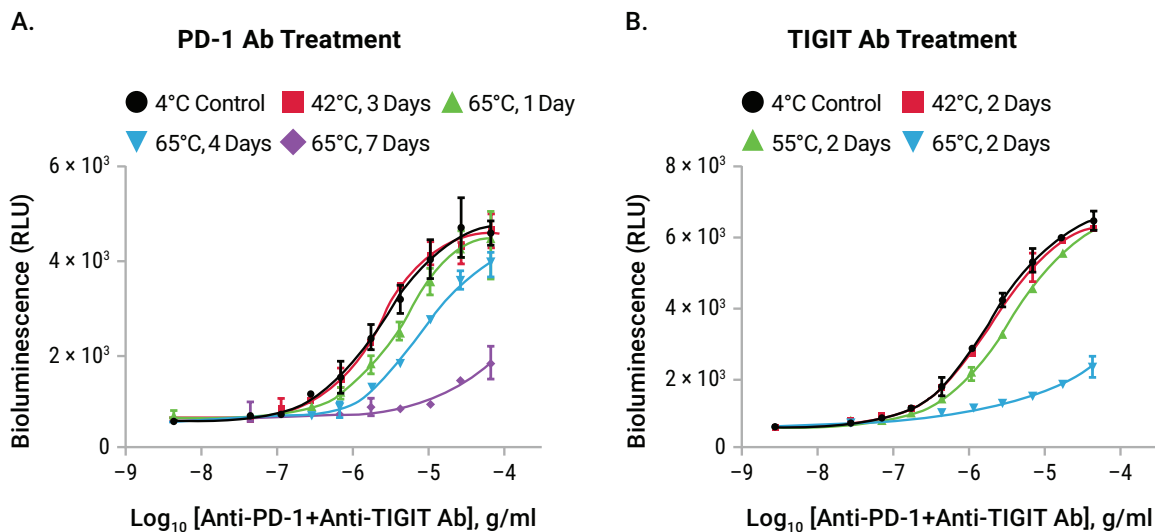 A.
PD-1 Ab Treatment
4°C Control 42°C, 3 Days 65°C, 1 Day
65°C, 4 Days 65°C, 7 Days
6 × 10³
4 × 10³
2 × 10³
0
Bioluminescence (RLU)
−9 −8 −7 −6 −5 −4
Log₁₀ [Anti-PD-1+Anti-TIGIT Ab], g/ml
B.
TIGIT Ab Treatment
4°C Control 42°C, 2 Days
55°C, 2 Days 65°C, 2 Days
8 × 10³
6 × 10³
4 × 10³
2 × 10³
0
Bioluminescence (RLU)
−9 −8 −7 −6 −5 −4
Log₁₀ [Anti-PD-1+Anti-TIGIT Ab], g/ml